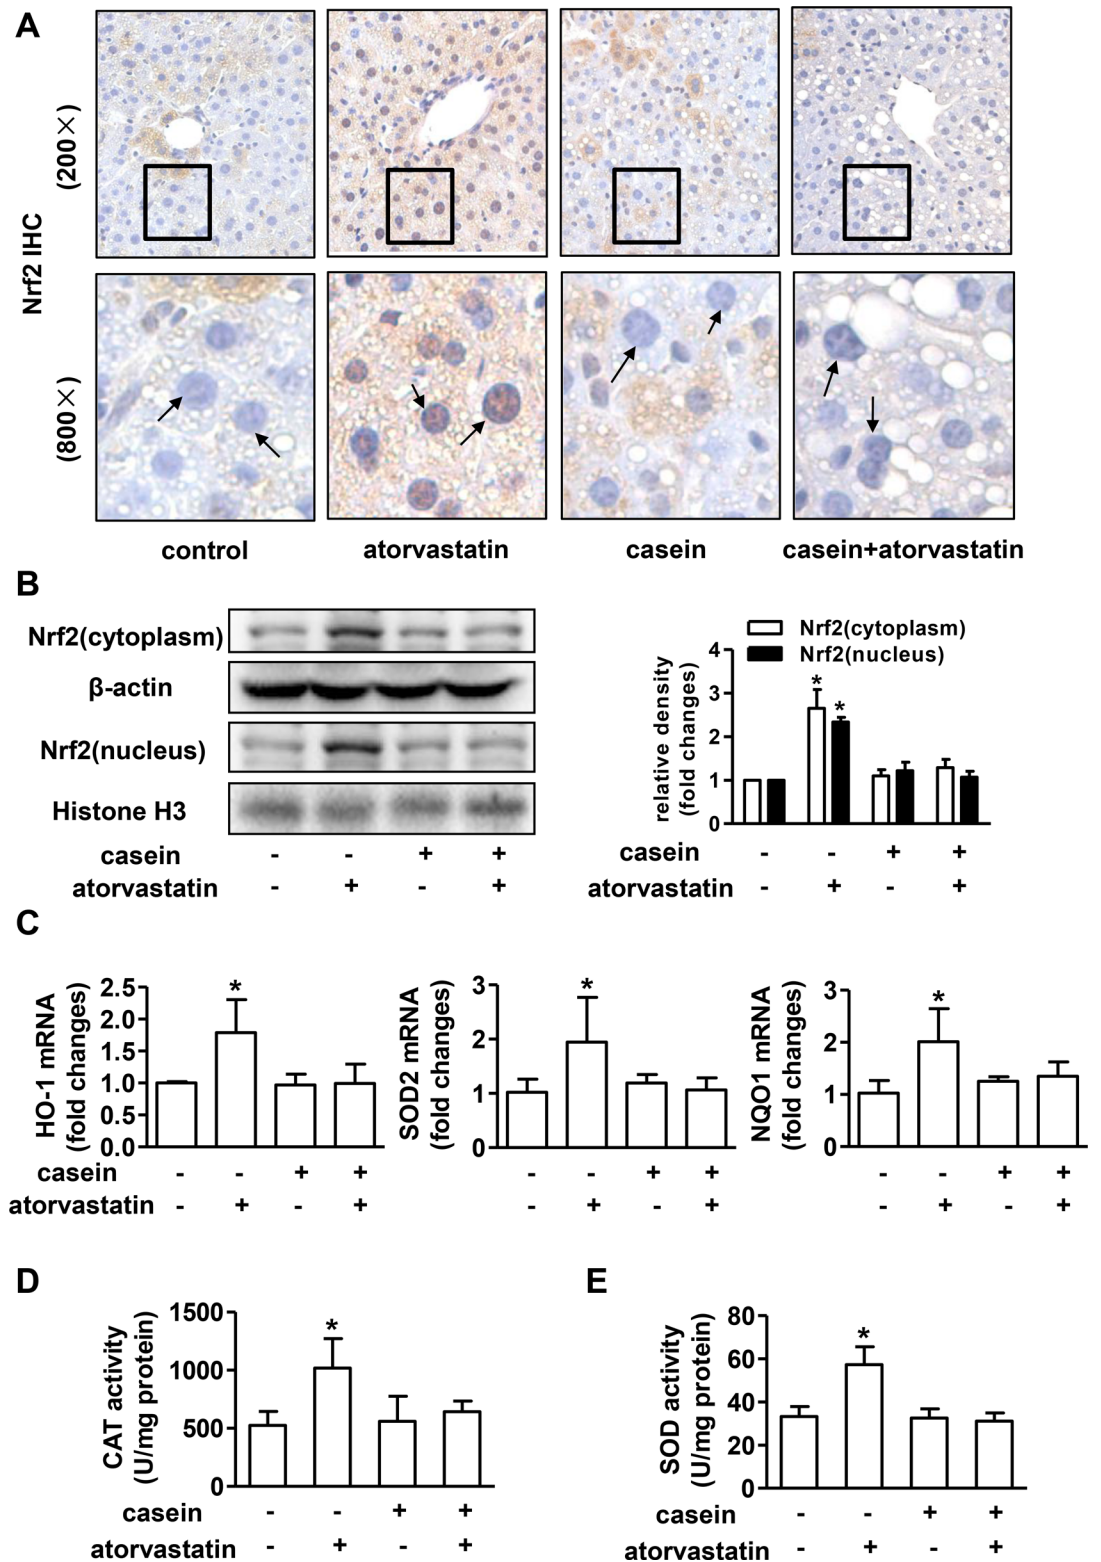 A
Nrf2 IHC
(200×)
(800×)
control
atorvastatin
casein
casein+atorvastatin
B
Nrf2(cytoplasm)
β-actin
Nrf2(nucleus)
Histone H3
casein - - + +
atorvastatin - + - +
Nrf2(cytoplasm)
Nrf2(nucleus)
relative density
(fold changes)
4
3
2
1
0
* *
casein - - + +
atorvastatin - + - +
C
HO-1 mRNA
(fold changes)
2.5
2.0
1.5
1.0
0.5
0.0
*
casein - - + +
atorvastatin - + - +
SOD2 mRNA
(fold changes)
3
2
1
0
*
- - + +
- + - +
NQO1 mRNA
(fold changes)
3
2
1
0
*
- - + +
- + - +
D
CAT activity
(U/mg protein)
1500
1000
500
0
*
casein - - + +
atorvastatin - + - +
E
SOD activity
(U/mg protein)
80
60
40
20
0
*
casein - - + +
atorvastatin - + - +